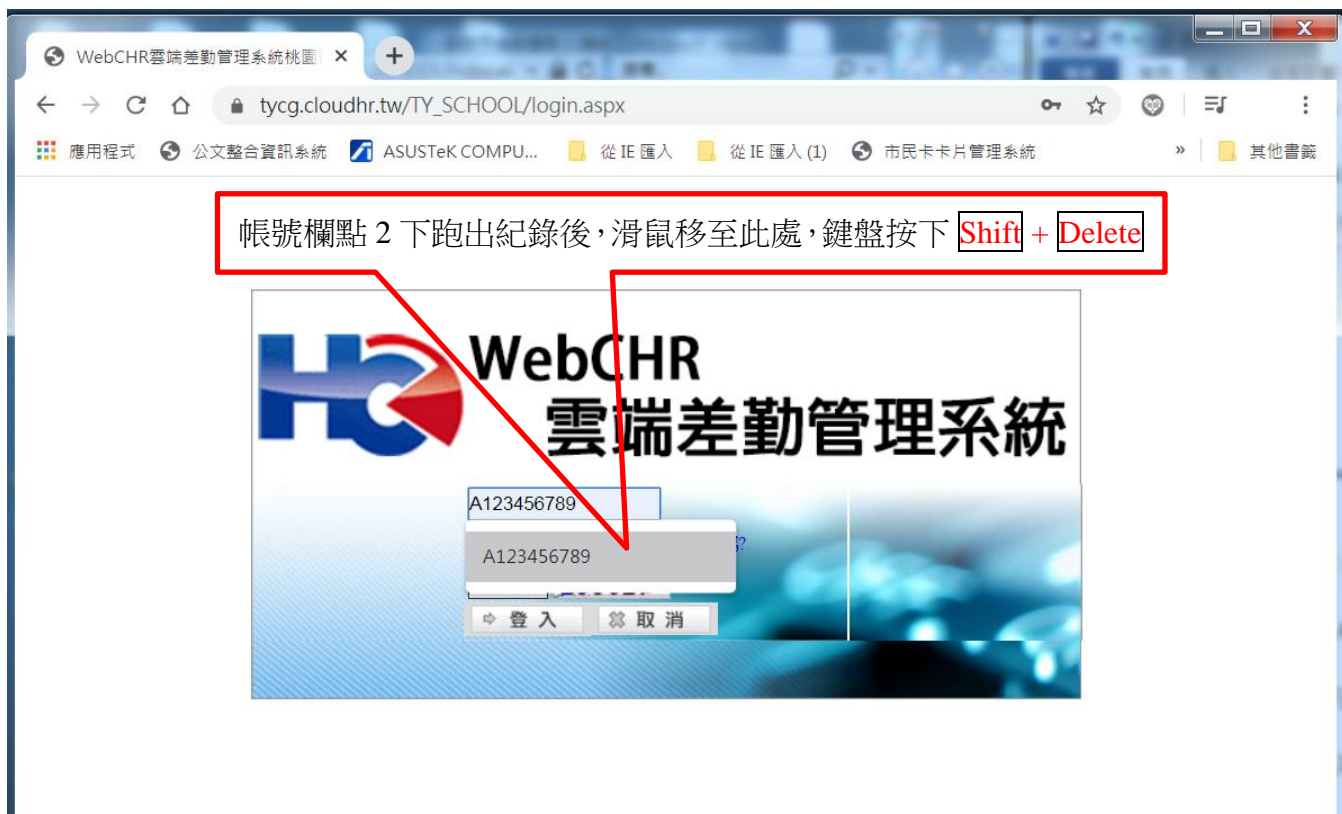 WebCHR雲端差勤管理系統桃園
tycg.cloudhr.tw/TY_SCHOOL/login.aspx
應用程式 公文整合資訊系統 ASUSTeK COMPU... 從 IE 匯入 從 IE 匯入 (1) 市民卡卡片管理系統 » 其他書籤
帳號欄點 2 下跑出紀錄後，滑鼠移至此處，鍵盤按下 Shift + Delete
WebCHR
雲端差勤管理系統
A123456789
A123456789
登入 取消